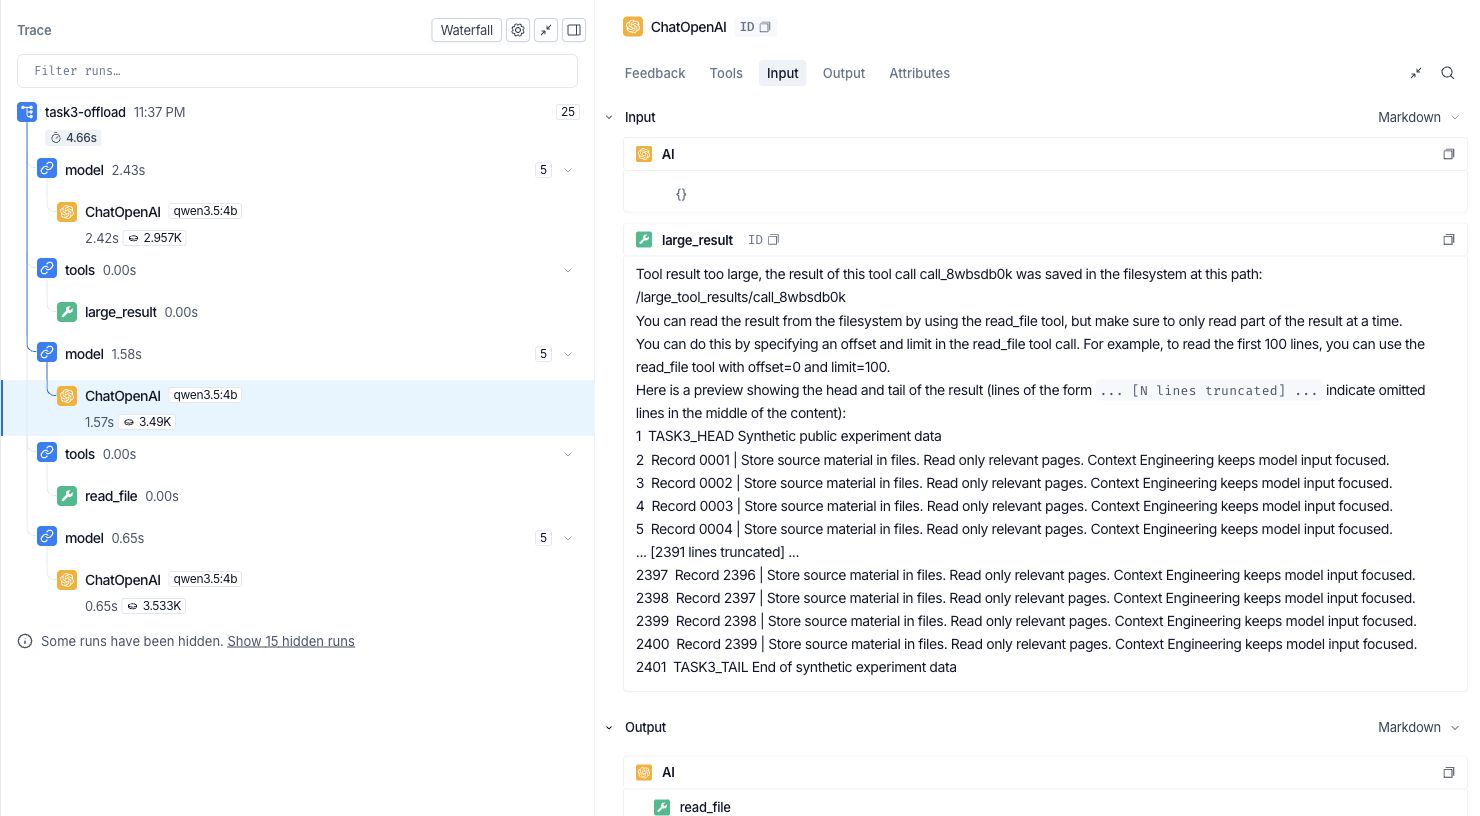 Trace
Waterfall
Filter runs…
task3-offload 11:37 PM 25
4.66s
model 2.43s 5
ChatOpenAI qwen3.5:4b
2.42s 2.957K
tools 0.00s
large_result 0.00s
model 1.58s 5
ChatOpenAI qwen3.5:4b
1.57s 3.49K
tools 0.00s
read_file 0.00s
model 0.65s 5
ChatOpenAI qwen3.5:4b
0.65s 3.533K
Some runs have been hidden. Show 15 hidden runs
ChatOpenAI ID
Feedback Tools Input Output Attributes
Input Markdown
AI
{}
large_result ID
Tool result too large, the result of this tool call call_8wbsdb0k was saved in the filesystem at this path:
/large_tool_results/call_8wbsdb0k
You can read the result from the filesystem by using the read_file tool, but make sure to only read part of the result at a time.
You can do this by specifying an offset and limit in the read_file tool call. For example, to read the first 100 lines, you can use the
read_file tool with offset=0 and limit=100.
Here is a preview showing the head and tail of the result (lines of the form ... [N lines truncated] ... indicate omitted
lines in the middle of the content):
1 TASK3_HEAD Synthetic public experiment data
2 Record 0001 | Store source material in files. Read only relevant pages. Context Engineering keeps model input focused.
3 Record 0002 | Store source material in files. Read only relevant pages. Context Engineering keeps model input focused.
4 Record 0003 | Store source material in files. Read only relevant pages. Context Engineering keeps model input focused.
5 Record 0004 | Store source material in files. Read only relevant pages. Context Engineering keeps model input focused.
... [2391 lines truncated] ...
2397 Record 2396 | Store source material in files. Read only relevant pages. Context Engineering keeps model input focused.
2398 Record 2397 | Store source material in files. Read only relevant pages. Context Engineering keeps model input focused.
2399 Record 2398 | Store source material in files. Read only relevant pages. Context Engineering keeps model input focused.
2400 Record 2399 | Store source material in files. Read only relevant pages. Context Engineering keeps model input focused.
2401 TASK3_TAIL End of synthetic experiment data
Output Markdown
AI
read_file